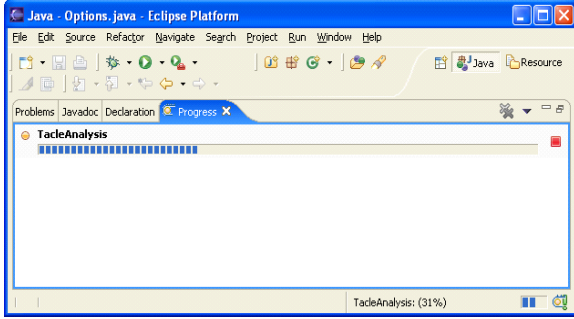 Java - Options.java - Eclipse Platform
File Edit Source Refactor Navigate Search Project Run Window Help
Java Resource
Problems Javadoc Declaration Progress
TacleAnalysis
TacleAnalysis: (31%)